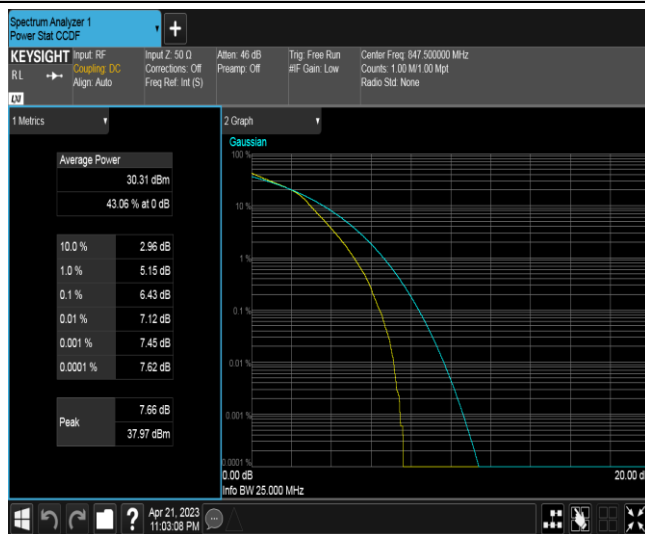 Spectrum Analyzer 1
Power Stat CCDF
KEYSIGHT
RL
Input: RF
Coupling: DC
Align: Auto
Input Z: 50 Ω
Corrections: Off
Freq Ref: Int (S)
Atten: 46 dB
Preamp: Off
Trig: Free Run
#IF Gain: Low
Center Freq: 847.500000 MHz
Counts: 1.00 M/1.00 Mpt
Radio Std: None
1 Metrics
Average Power
30.31 dBm
43.06 % at 0 dB
10.0 % 2.96 dB
1.0 % 5.15 dB
0.1 % 6.43 dB
0.01 % 7.12 dB
0.001 % 7.45 dB
0.0001 % 7.62 dB
Peak
7.66 dB
37.97 dBm
2 Graph
Gaussian
100 %
10 %
1 %
0.1 %
0.01 %
0.001 %
0.0001 %
0.00 dB
20.00 d
Info BW 25.000 MHz
Apr 21, 2023
11:03:08 PM